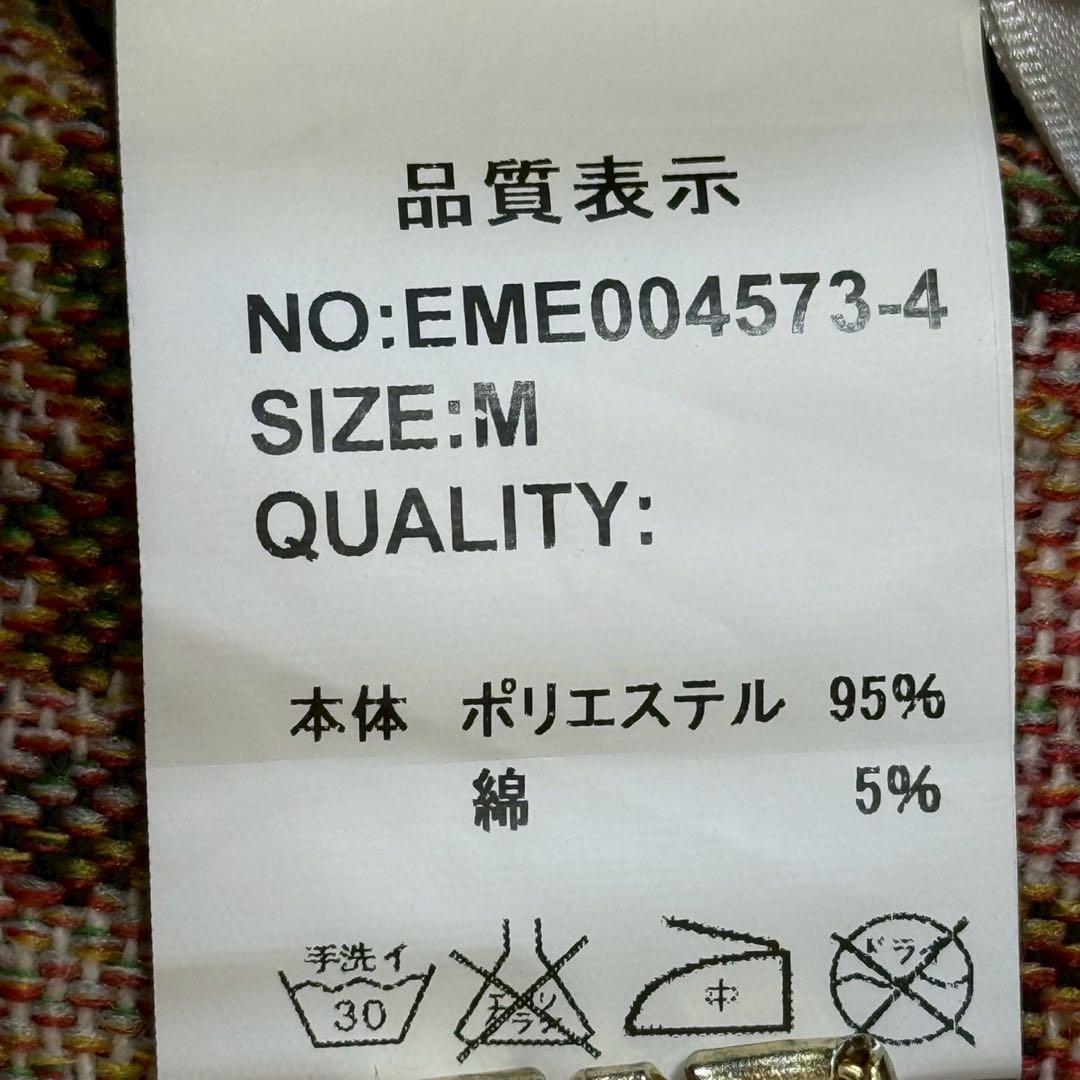 品質表示
NO:EME004573-4
SIZE:M
QUALITY:
本体 ポリエステル 95%
綿 5%
手洗イ
30
中